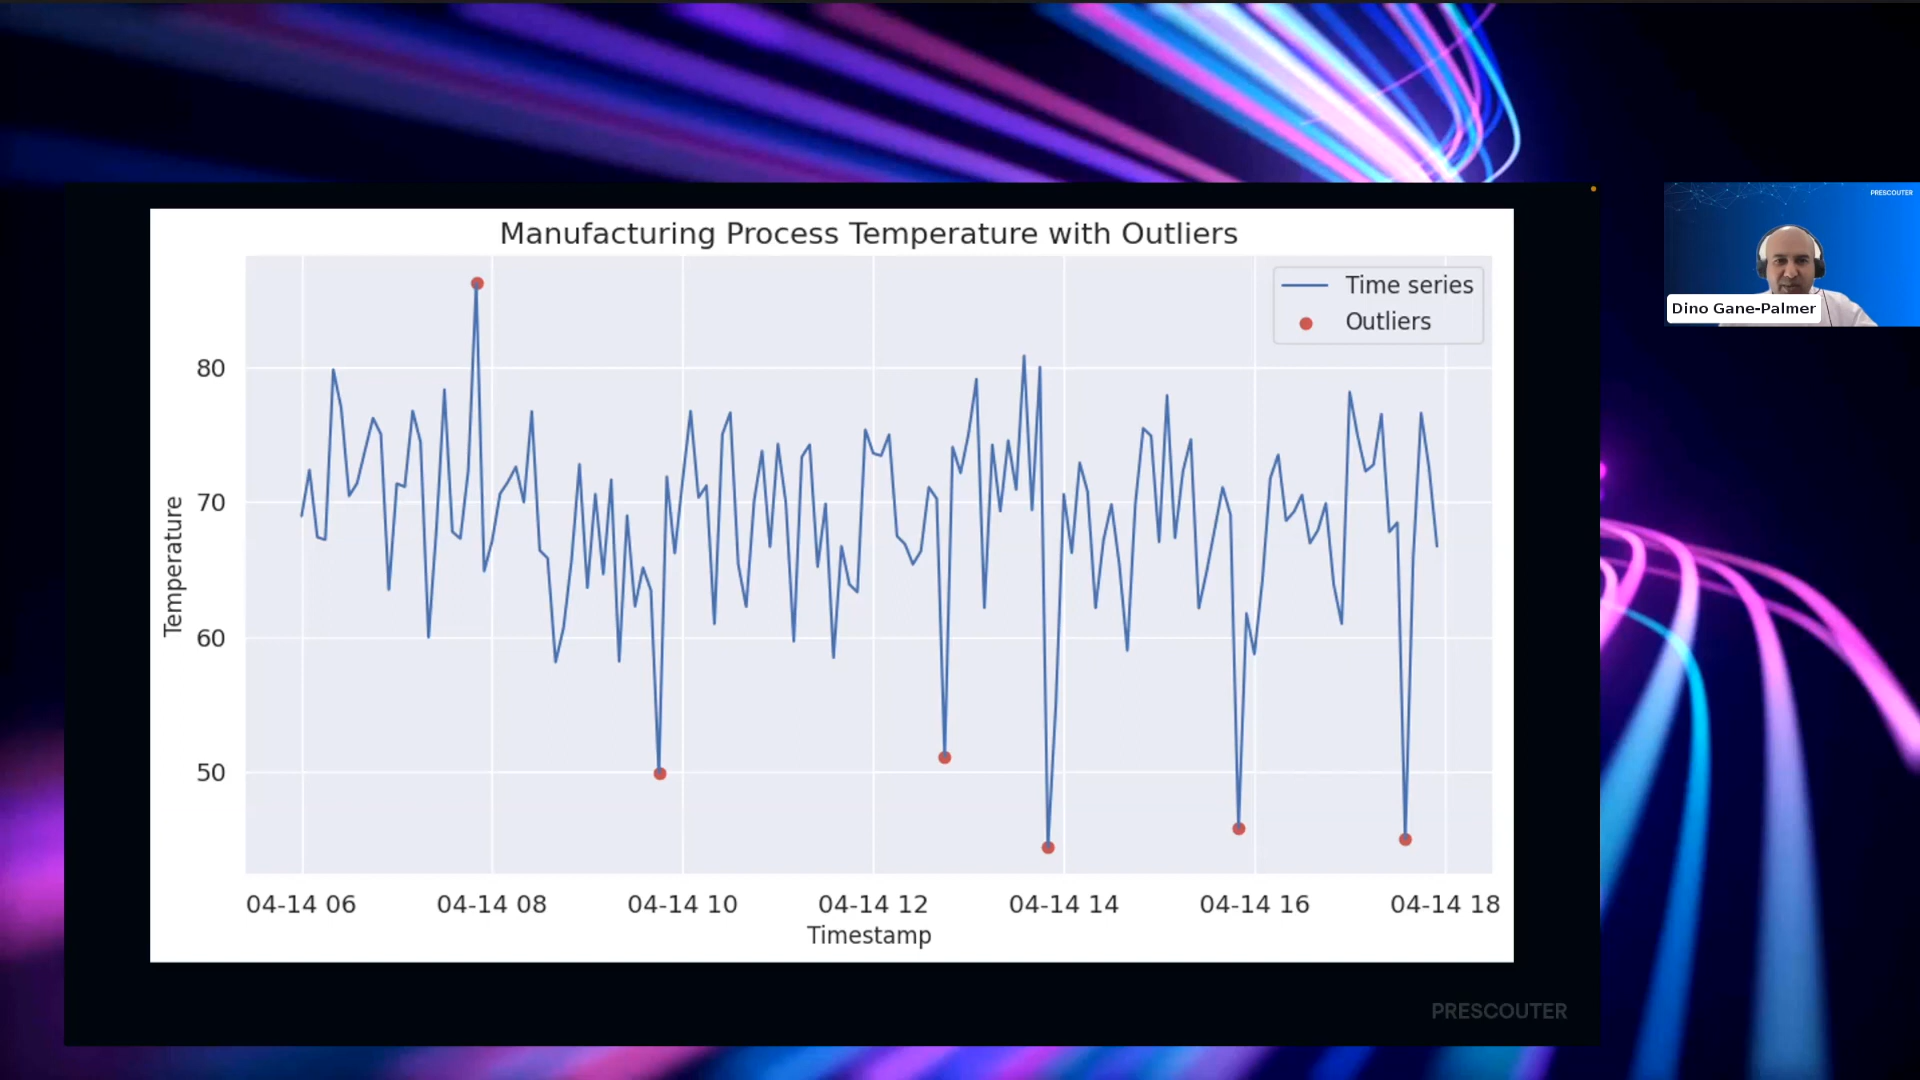 PRESCOUTER
Manufacturing Process Temperature with Outliers
Time series
Outliers
Dino Gane-Palmer
80
70
60
50
Temperature
04-14 06
04-14 08
04-14 10
04-14 12
04-14 14
04-14 16
04-14 18
Timestamp
PRESCOUTER